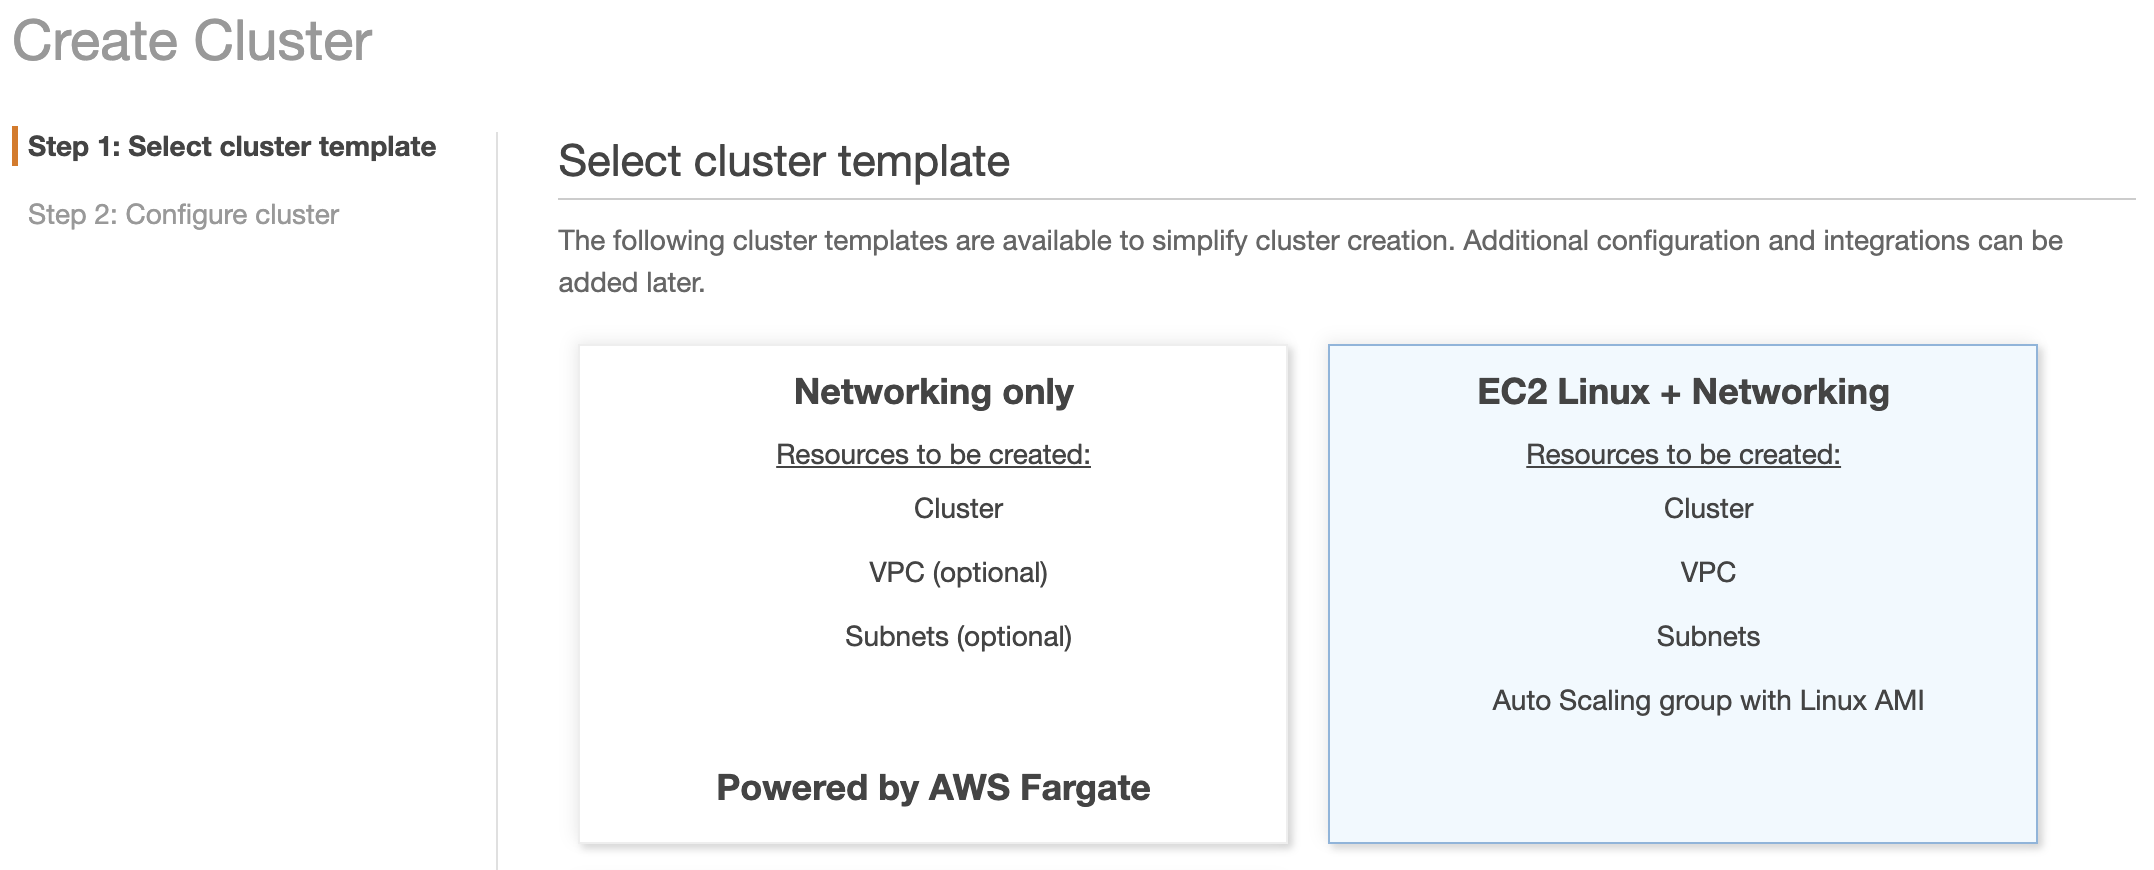 Create Cluster
Step 1: Select cluster template
Step 2: Configure cluster
Select cluster template
The following cluster templates are available to simplify cluster creation. Additional configuration and integrations can be
added later.
Networking only
Resources to be created:
Cluster
VPC (optional)
Subnets (optional)
Powered by AWS Fargate
EC2 Linux + Networking
Resources to be created:
Cluster
VPC
Subnets
Auto Scaling group with Linux AMI